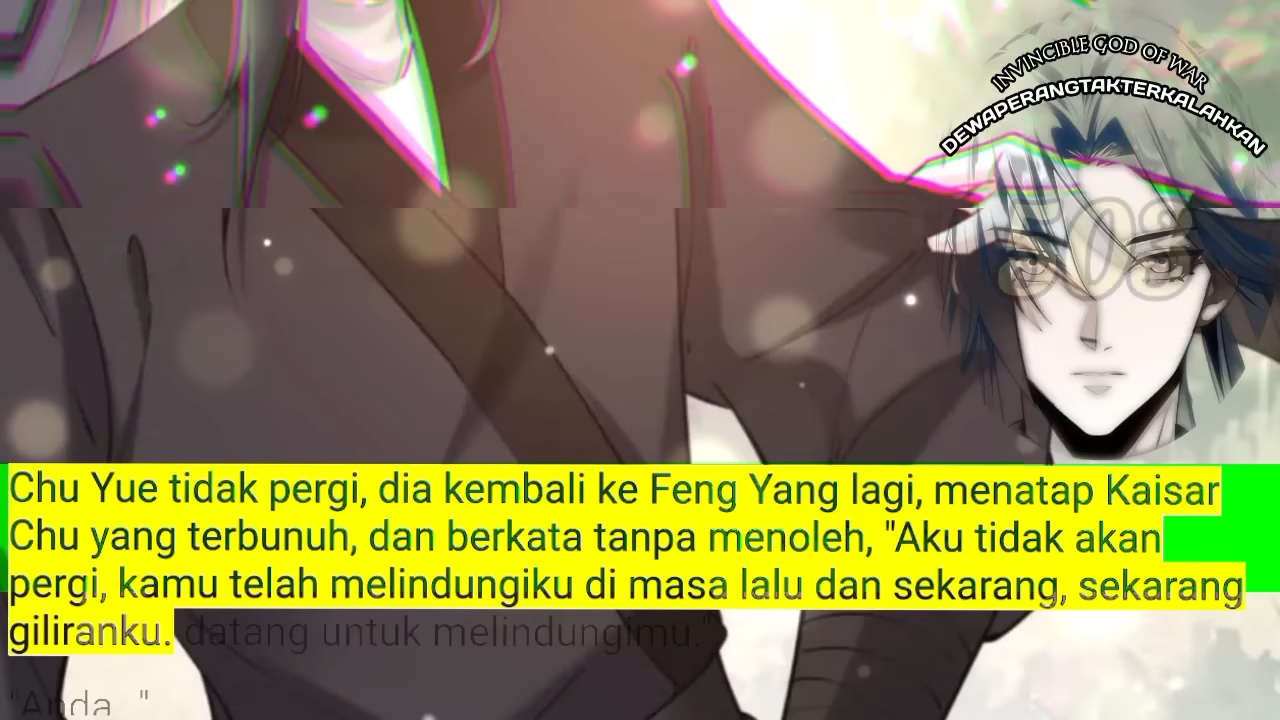 INVINCIBLE GOD OF WAR
DEWAPERANGTAKTERKALAHKAN
503
Chu Yue tidak pergi, dia kembali ke Feng Yang lagi, menatap Kaisar
Chu yang terbunuh, dan berkata tanpa menoleh, "Aku tidak akan
pergi, kamu telah melindungiku di masa lalu dan sekarang, sekarang
giliranku. datang untuk melindungimu."
"Anda..."